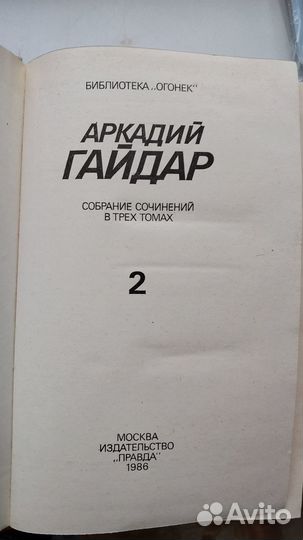 БИБЛИОТЕКА „ОГОНЕК"
АРКАДИЙ
ГАЙДАР
СОБРАНИЕ СОЧИНЕНИЙ
В ТРЕХ ТОМАХ
2
МОСКВА
ИЗДАТЕЛЬСТВО
„ПРАВДА"
1986
Avito